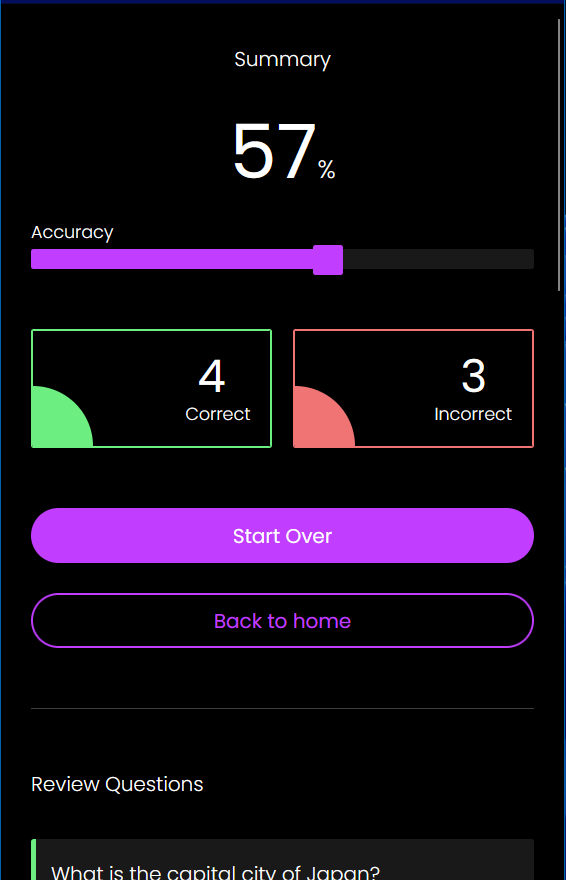 Summary
57%
Accuracy
4
Correct
3
Incorrect
Start Over
Back to home
Review Questions
What is the capital city of Japan?